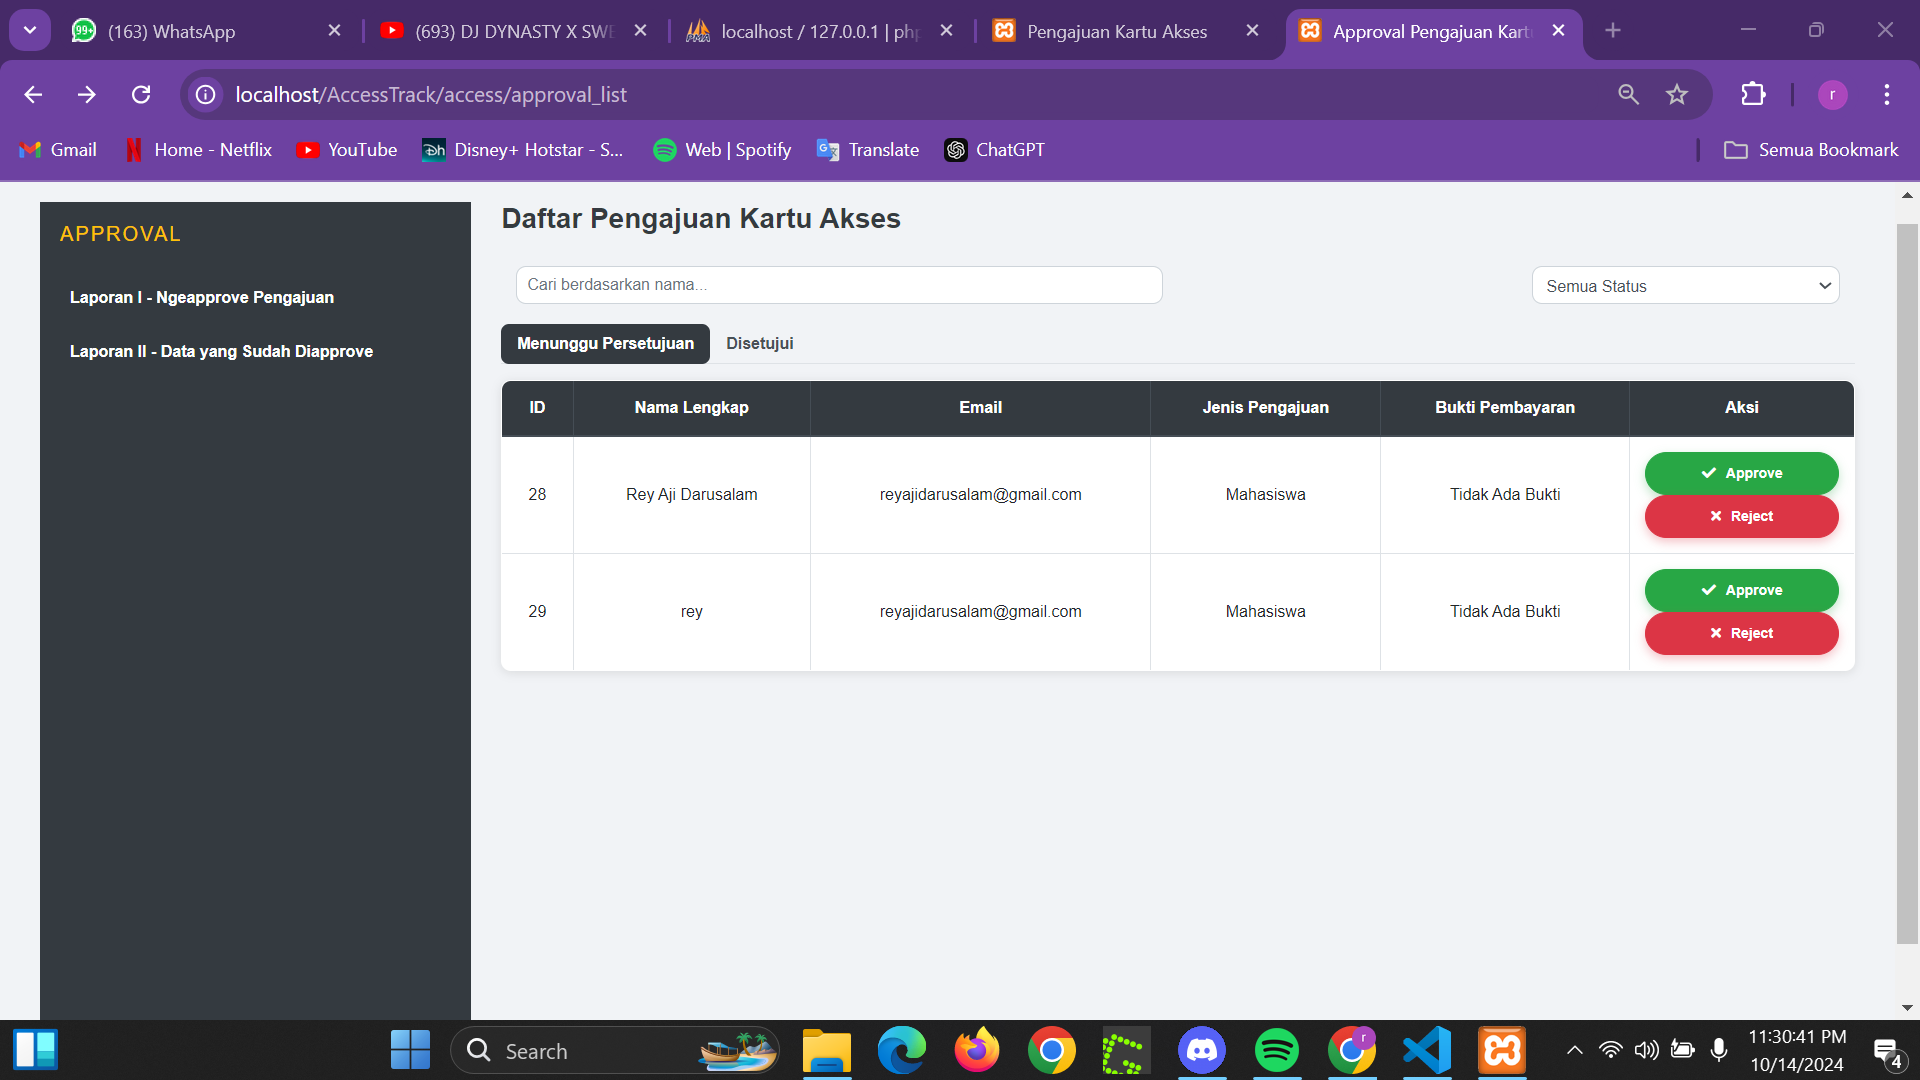 (163) WhatsApp
(693) DJ DYNASTY X SWE
localhost / 127.0.0.1 | php
Pengajuan Kartu Akses
Approval Pengajuan Kart
localhost/AccessTrack/access/approval_list
r
Gmail
Home - Netflix
YouTube
Disney+ Hotstar - S...
Web | Spotify
Translate
ChatGPT
Semua Bookmark
APPROVAL
Laporan I - Ngeapprove Pengajuan
Laporan II - Data yang Sudah Diapprove
Daftar Pengajuan Kartu Akses
Cari berdasarkan nama...
Semua Status
Menunggu Persetujuan
Disetujui
ID Nama Lengkap Email Jenis Pengajuan Bukti Pembayaran Aksi
28 Rey Aji Darusalam reyajidarusalam@gmail.com Mahasiswa Tidak Ada Bukti
Approve
Reject
29 rey reyajidarusalam@gmail.com Mahasiswa Tidak Ada Bukti
Approve
Reject
Search
11:30:41 PM
10/14/2024
4